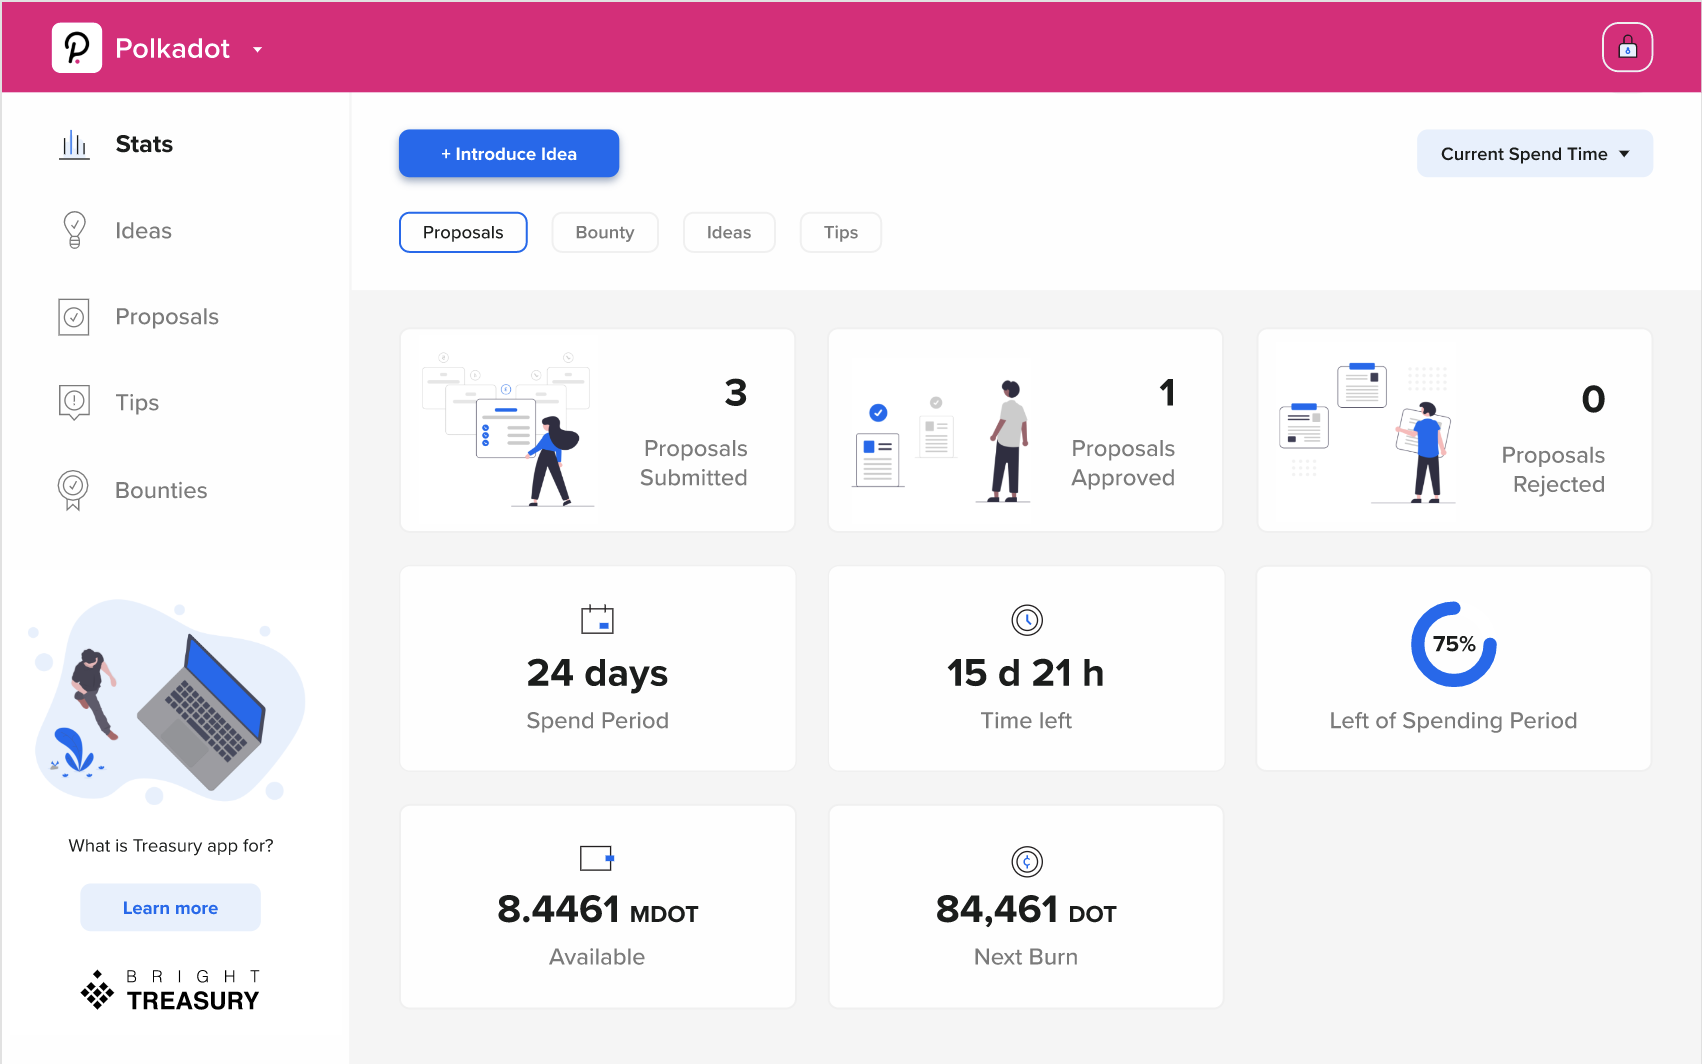 Polkadot
Stats
Ideas
Proposals
Tips
Bounties
What is Treasury app for?
Learn more
BRIGHT
TREASURY
+ Introduce Idea
Current Spend Time
Proposals
Bounty
Ideas
Tips
3
Proposals
Submitted
1
Proposals
Approved
0
Proposals
Rejected
24 days
Spend Period
15 d 21 h
Time left
75%
Left of Spending Period
8.4461 MDOT
Available
84,461 DOT
Next Burn